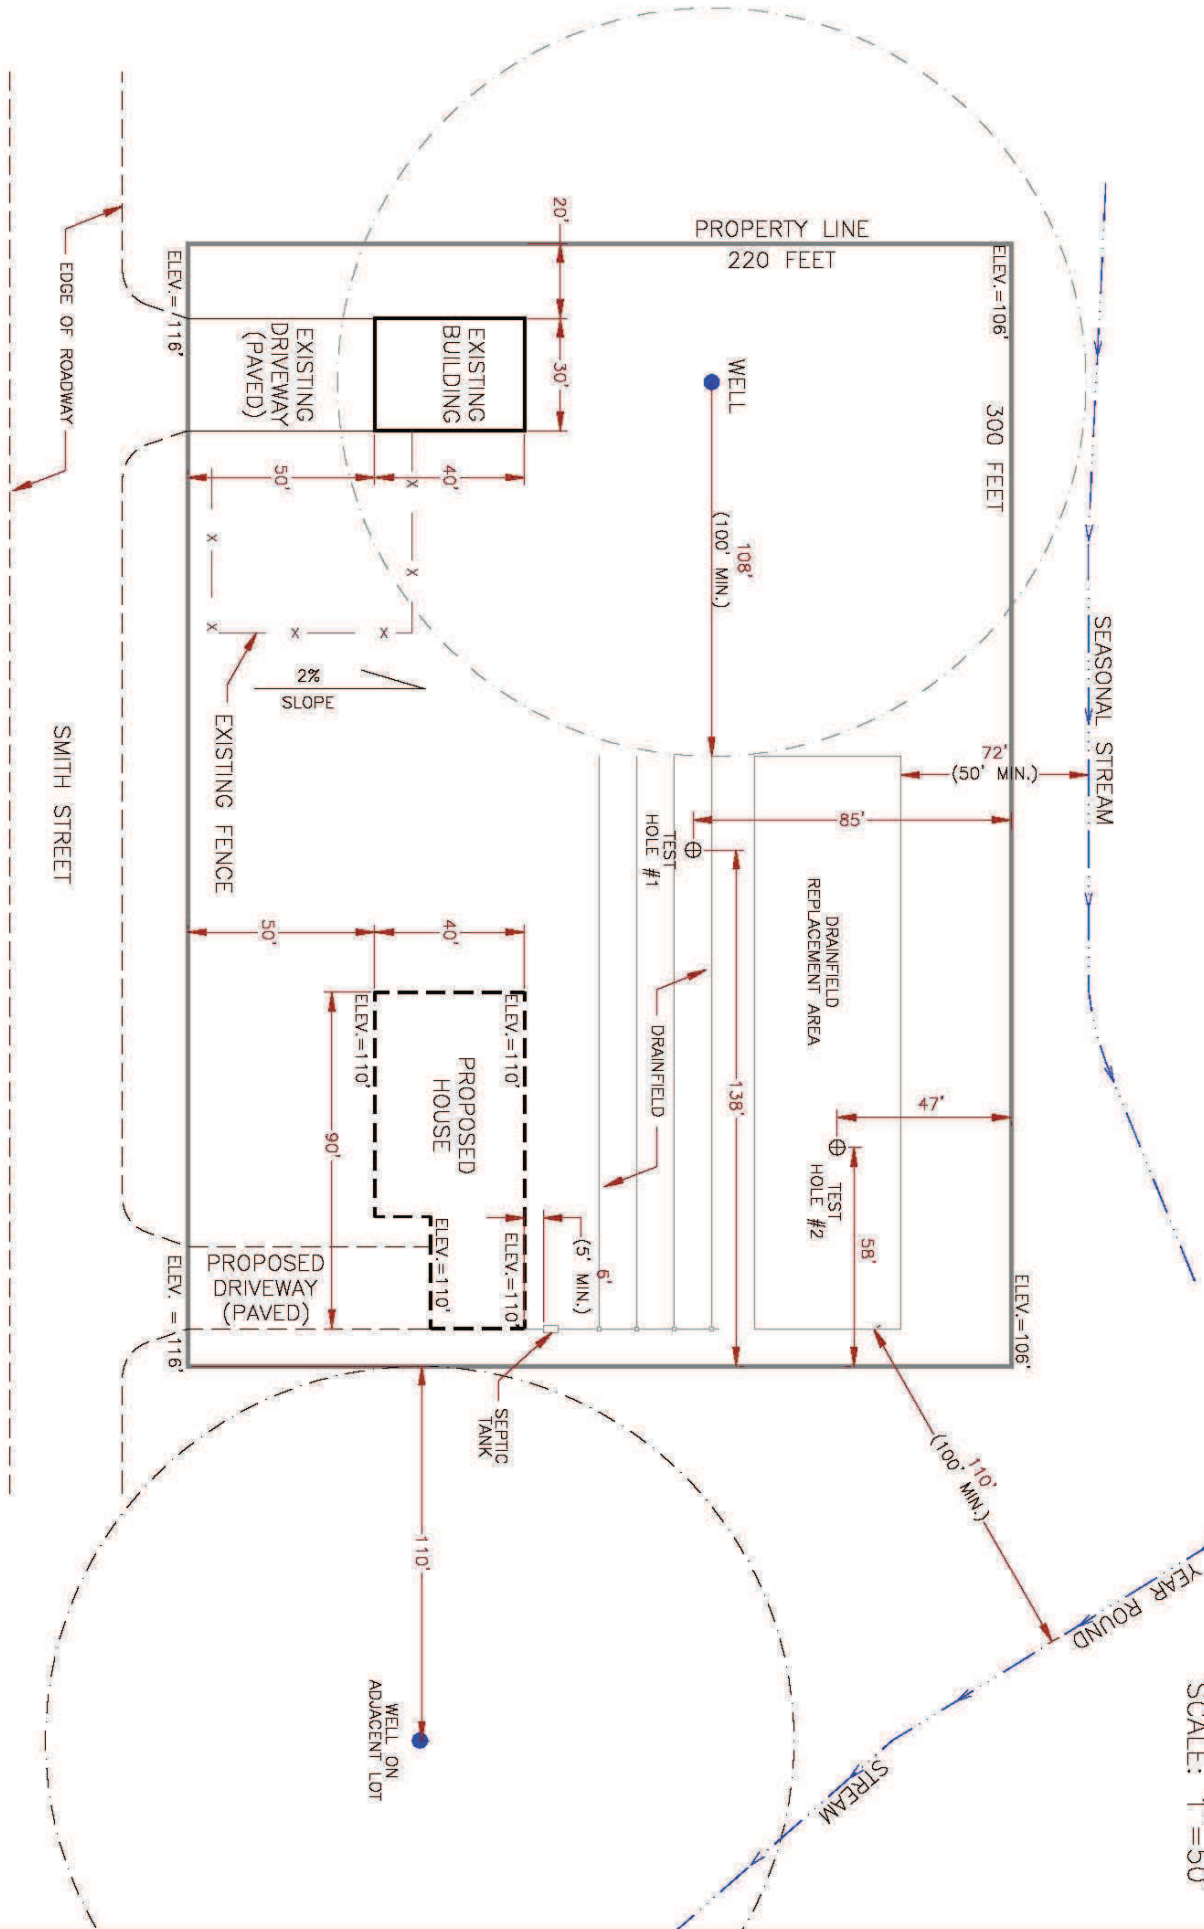 PROPERTY LINE
220 FEET
20'
ELEV.=106'
ELEV.=116'
EDGE OF ROADWAY
EXISTING
DRIVEWAY
(PAVED)
EXISTING
BUILDING
30'
WELL
300 FEET
50'
40'
X
X
X
X
X
X
108'
(100' MIN.)
SEASONAL STREAM
2%
SLOPE
EXISTING FENCE
SMITH STREET
72'
(50' MIN.)
85'
TEST
HOLE #1
DRAINFIELD
REPLACEMENT AREA
50'
40'
ELEV.=110'
ELEV.=110'
PROPOSED
HOUSE
DRAINFIELD
138'
47'
90'
TEST
HOLE #2
58'
ELEV.=110'
ELEV.=110'
6'
(5' MIN.)
PROPOSED
DRIVEWAY
(PAVED)
ELEV. = 116'
ELEV.=106'
SEPTIC
TANK
110'
(100' MIN.)
110'
YEAR ROUND
STREAM
WELL ON
ADJACENT LOT
SCALE: 1"=50'